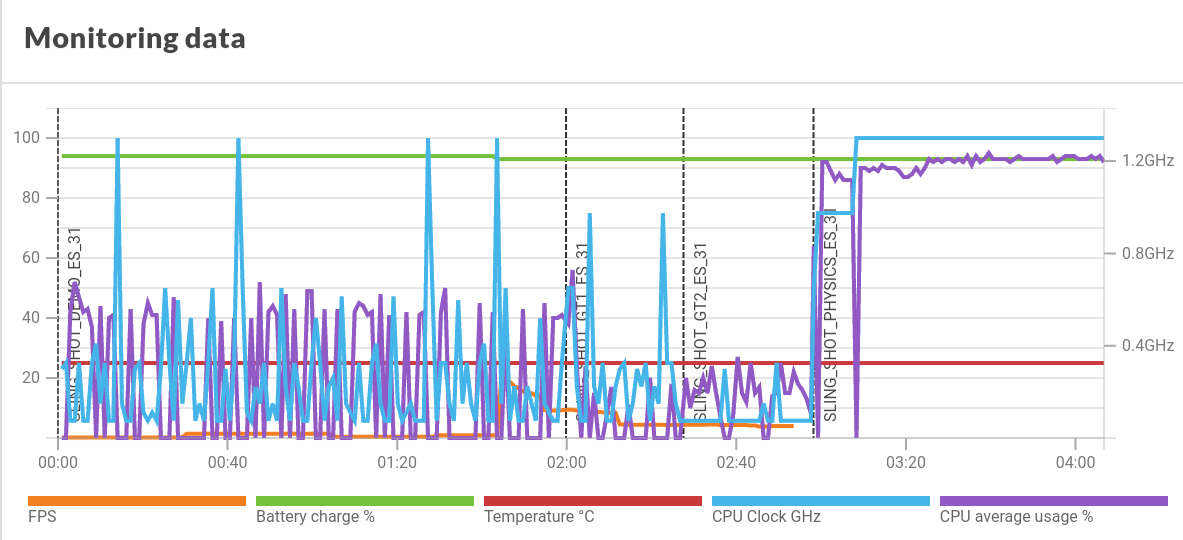 Monitoring data
100
80
60
40
20
1.2GHz
0.8GHz
0.4GHz
SLING_SHOT_DEMO_ES_31
SLING_SHOT_GT1_ES_31
SLING_SHOT_GT2_ES_31
SLING_SHOT_PHYSICS_ES_31
00:00 00:40 01:20 02:00 02:40 03:20 04:00
FPS Battery charge % Temperature °C CPU Clock GHz CPU average usage %